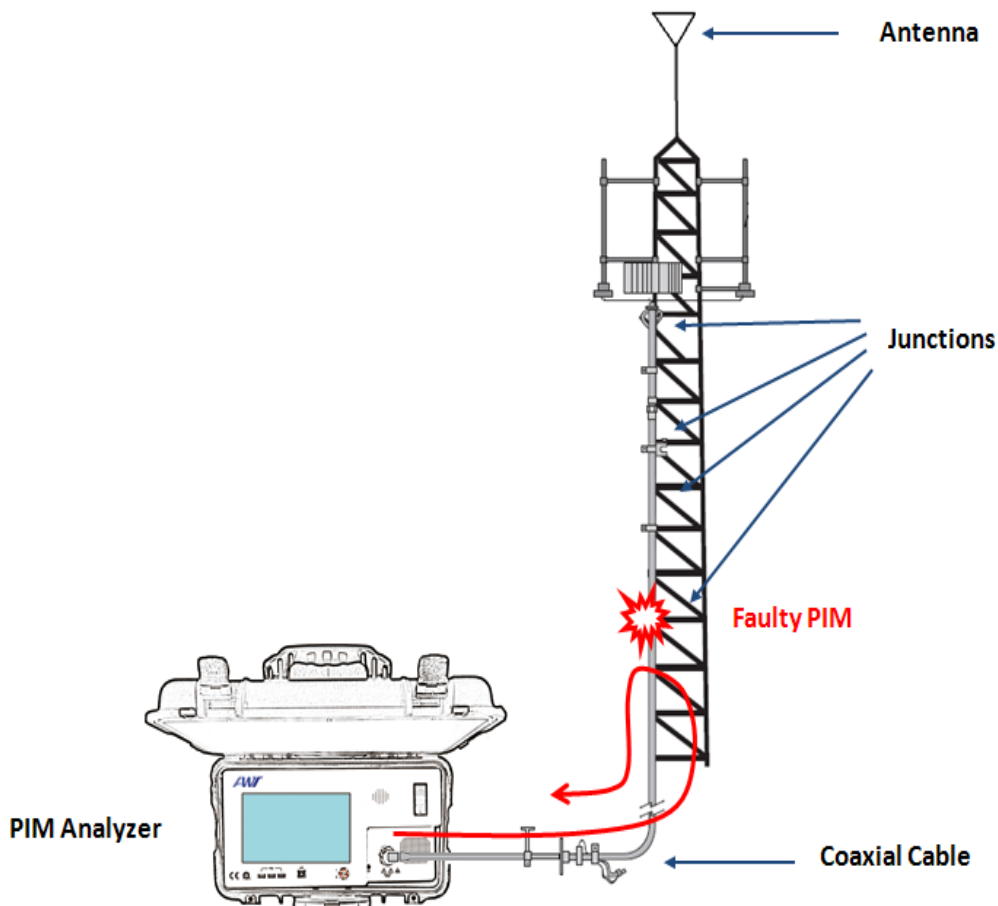 Antenna
Junctions
Faulty PIM
AWT
PIM Analyzer
Coaxial Cable